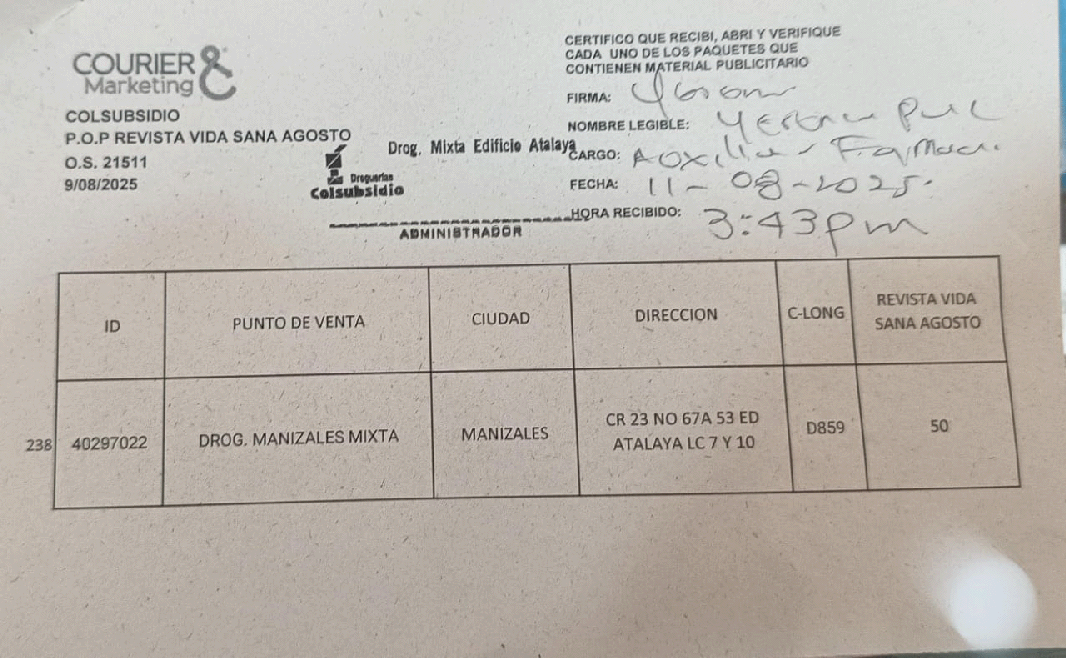 COURIER &
Marketing
COLSUBSIDIO
P.O.P REVISTA VIDA SANA AGOSTO
O.S. 21511
9/08/2025
Drog. Mixta Edificio Atalaya
Droguerías
Colsubsidio
ADMINISTRADOR
CERTIFICO QUE RECIBI, ABRI Y VERIFIQUE
CADA UNO DE LOS PAQUETES QUE
CONTIENEN MATERIAL PUBLICITARIO
FIRMA:
NOMBRE LEGIBLE:
CARGO: Aoxiliar
FECHA: 11-08-2025.
HORA RECIBIDO: 3:43pm
ID PUNTO DE VENTA CIUDAD DIRECCION C-LONG REVISTA VIDA
SANA AGOSTO
238 40297022 DROG. MANIZALES MIXTA MANIZALES CR 23 NO 67A 53 ED D859 50
ATALAYA LC 7 Y 10